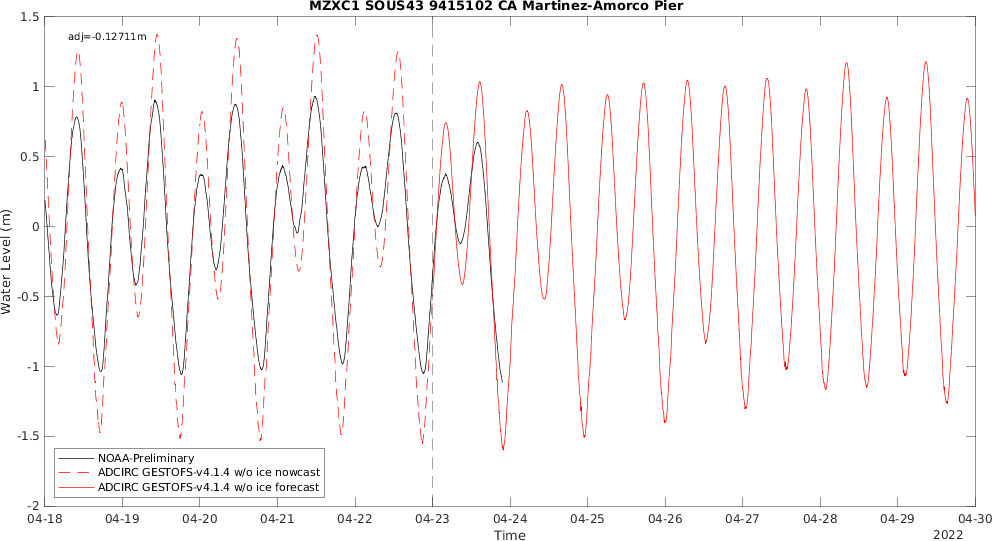 MZXC1 SOUS43 9415102 CA Martinez-Amorco Pier
adj=-0.12711m
1.5
1
0.5
0
-0.5
-1
-1.5
-2
Water Level (m)
NOAA-Preliminary
ADCIRC GESTOFS-v4.1.4 w/o ice nowcast
ADCIRC GESTOFS-v4.1.4 w/o ice forecast
04-18 04-19 04-20 04-21 04-22 04-23 04-24 04-25 04-26 04-27 04-28 04-29 04-30
Time
2022